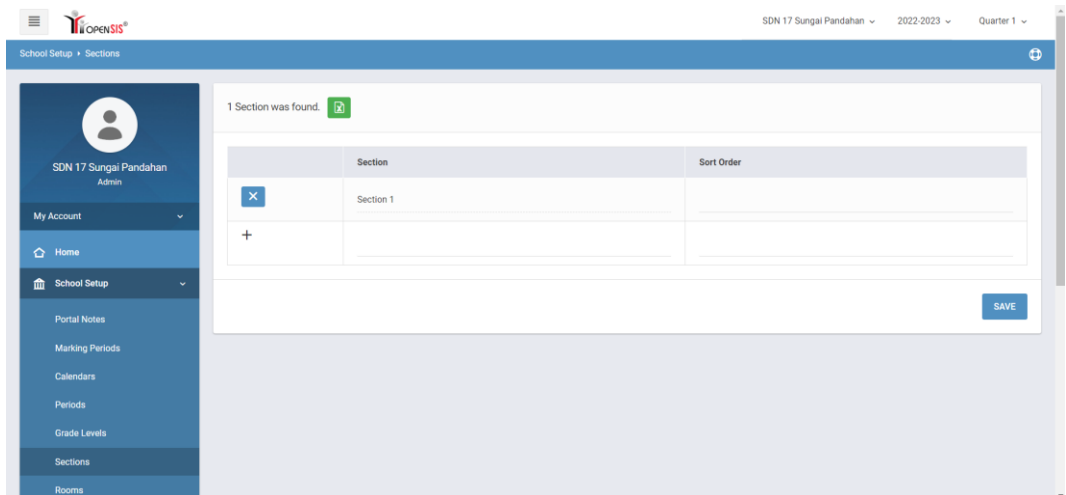 OPENSIS®
SDN 17 Sungai Pandahan
2022-2023
Quarter 1
School Setup
Sections
SDN 17 Sungai Pandahan
Admin
My Account
Home
School Setup
Portal Notes
Marking Periods
Calendars
Periods
Grade Levels
Sections
Rooms
1 Section was found.
Section
Sort Order
Section 1
SAVE